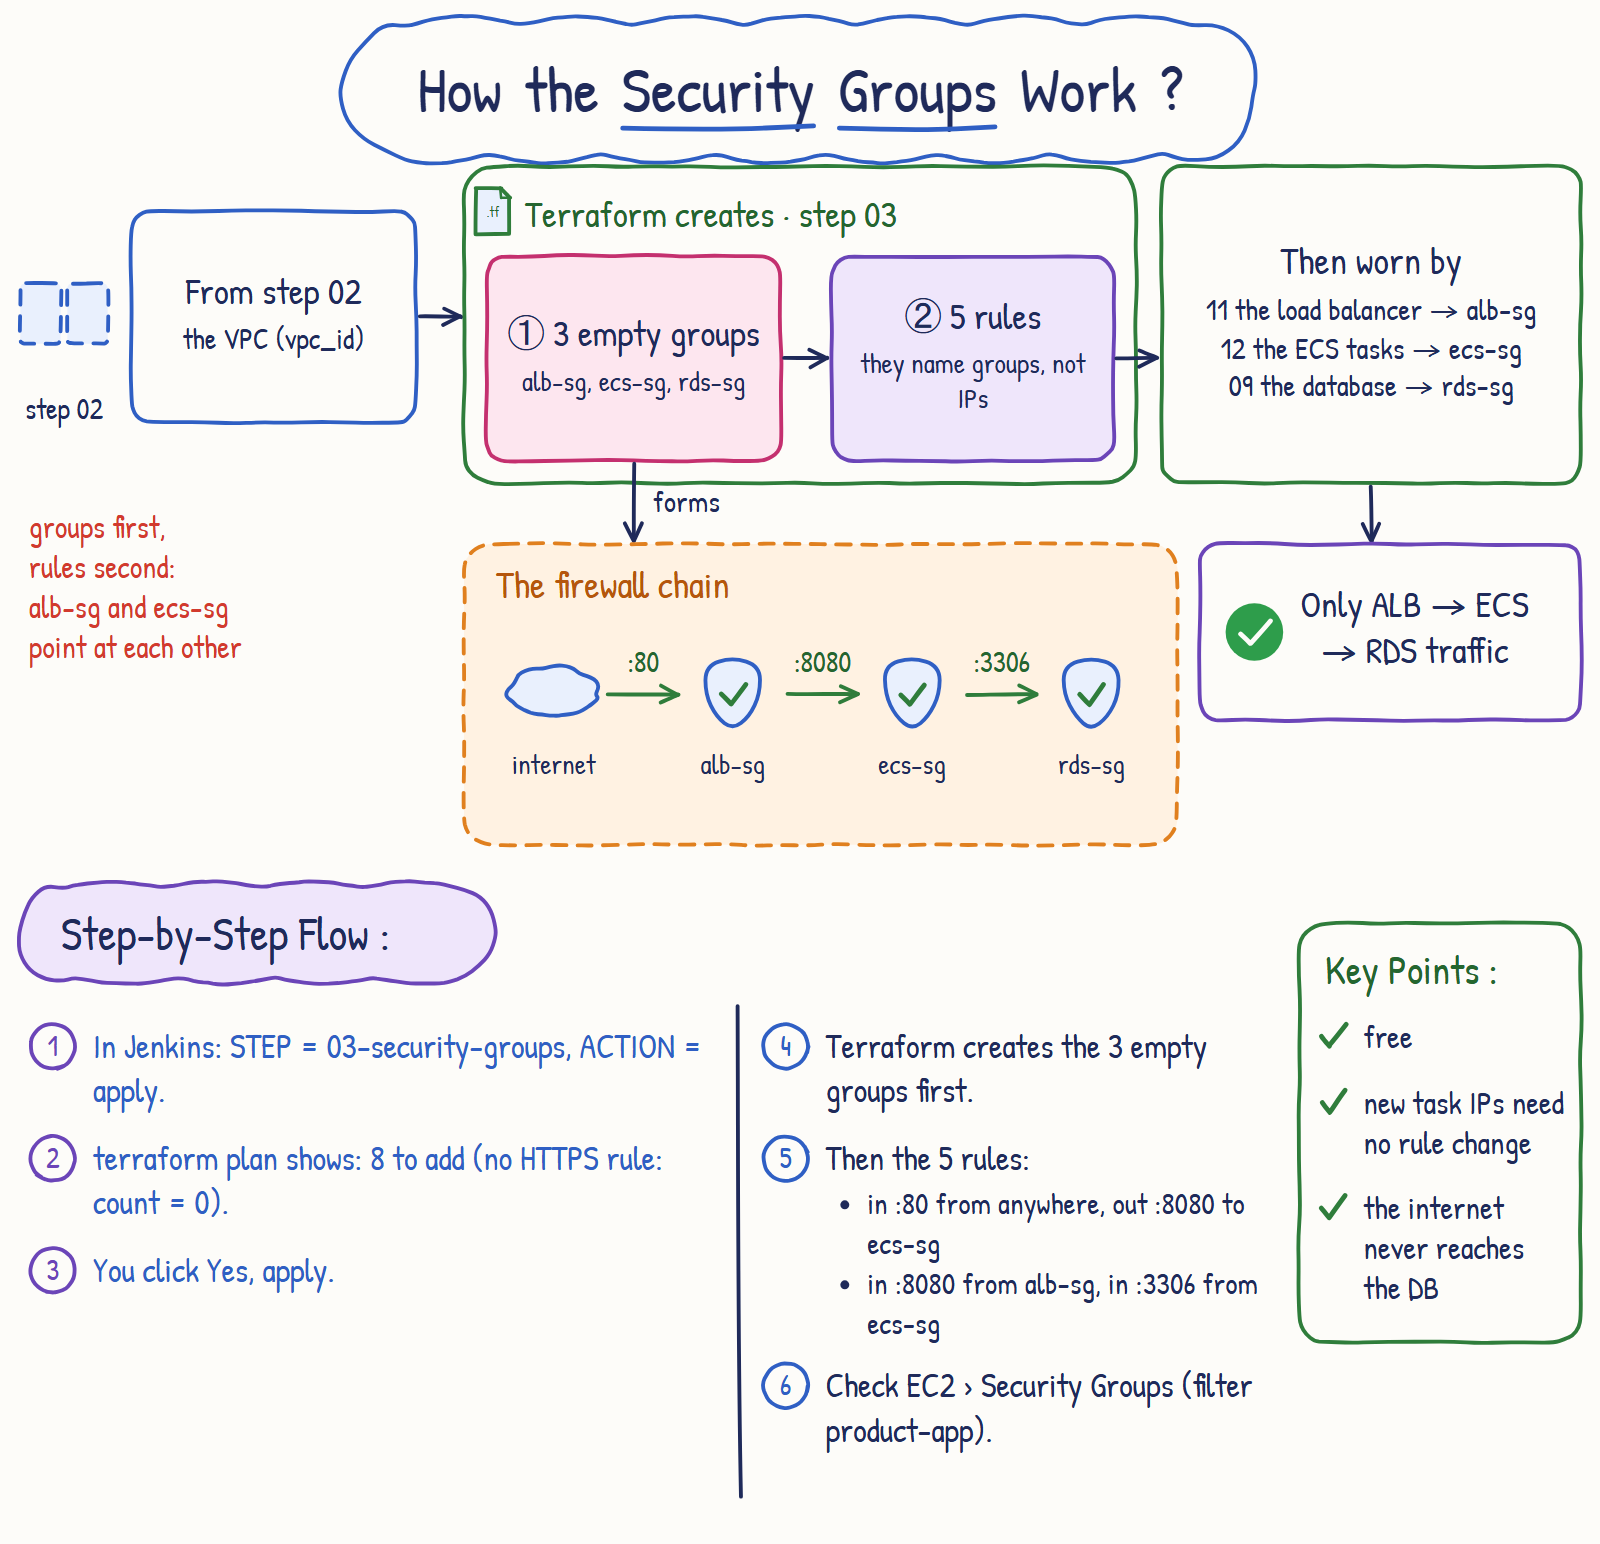 How the Security Groups Work ?
.tf
Terraform creates · step 03
From step 02
the VPC (vpc_id)
step 02
① 3 empty groups
alb-sg, ecs-sg, rds-sg
② 5 rules
they name groups, not
IPs
Then worn by
11 the load balancer → alb-sg
12 the ECS tasks → ecs-sg
09 the database → rds-sg
forms
groups first,
rules second:
alb-sg and ecs-sg
point at each other
The firewall chain
:80
:8080
:3306
internet
alb-sg
ecs-sg
rds-sg
Only ALB → ECS
→ RDS traffic
Step-by-Step Flow :
1 In Jenkins: STEP = 03-security-groups, ACTION =
apply.
2 terraform plan shows: 8 to add (no HTTPS rule:
count = 0).
3 You click Yes, apply.
4 Terraform creates the 3 empty
groups first.
5 Then the 5 rules:
• in :80 from anywhere, out :8080 to
ecs-sg
• in :8080 from alb-sg, in :3306 from
ecs-sg
6 Check EC2 › Security Groups (filter
product-app).
Key Points :
free
new task IPs need
no rule change
the internet
never reaches
the DB